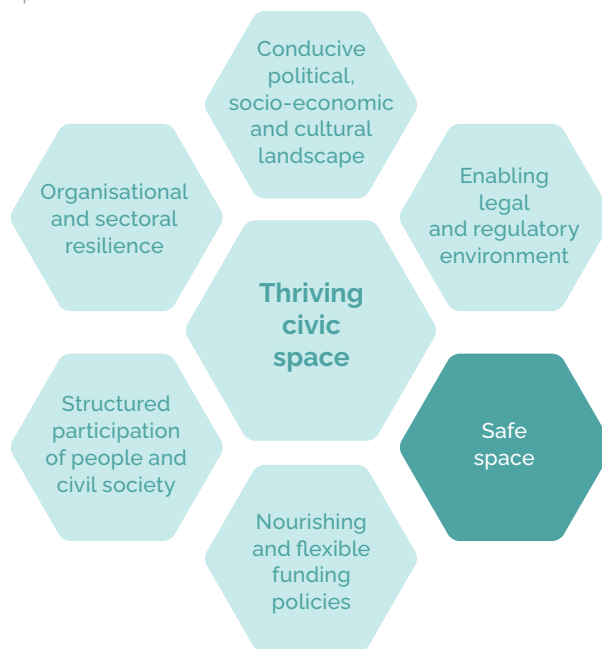 Conducive
political,
socio-economic
and cultural
landscape
Organisational
and sectoral
resilience
Enabling
legal
and regulatory
environment
Thriving
civic
space
Structured
participation
of people and
civil society
Safe
space
Nourishing
and flexible
funding
policies